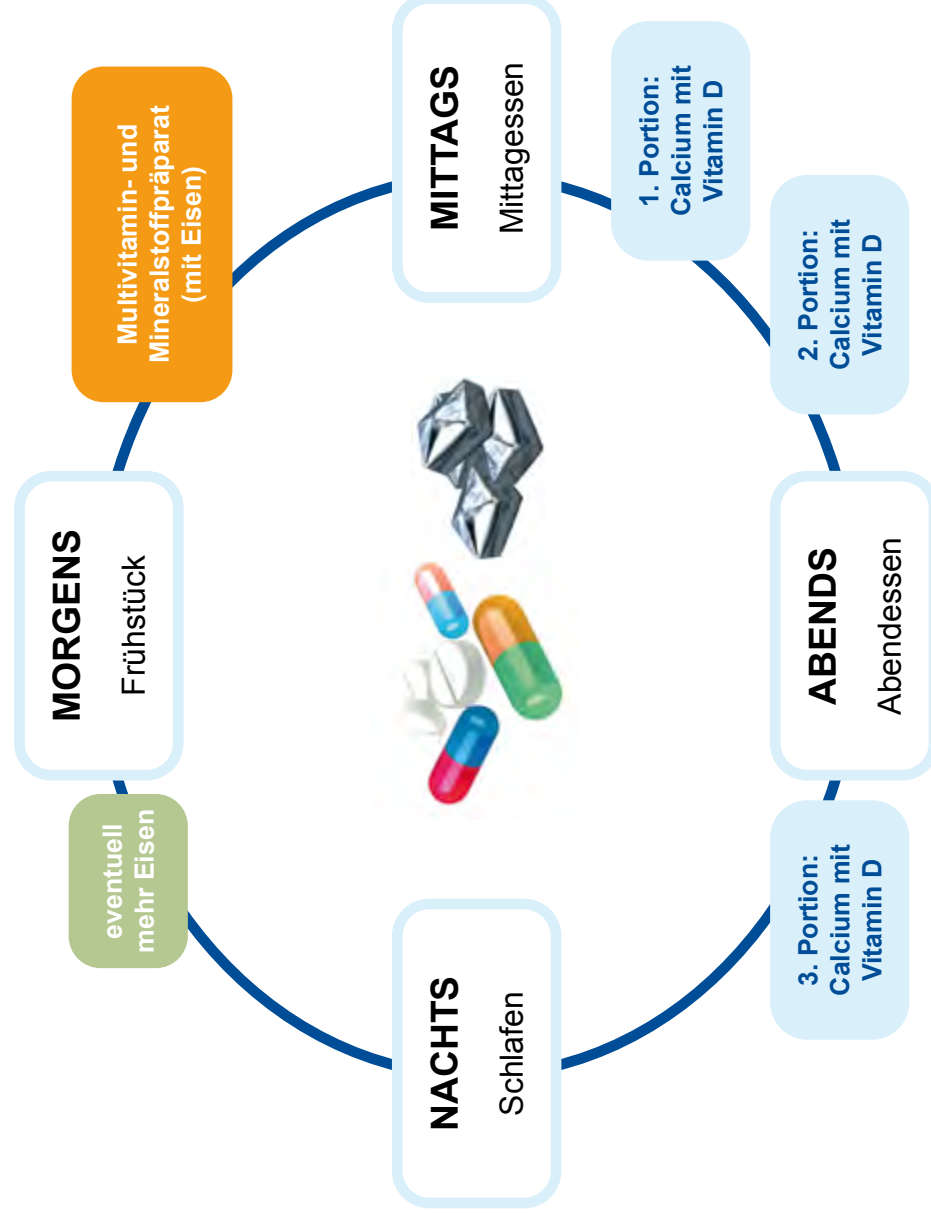 MORGENS
Frühstück
Multivitamin- und
Mineralstoffpräparat
(mit Eisen)
MITTAGS
Mittagessen
1. Portion:
Calcium mit
Vitamin D
2. Portion:
Calcium mit
Vitamin D
ABENDS
Abendessen
3. Portion:
Calcium mit
Vitamin D
NACHTS
Schlafen
eventuell
mehr Eisen